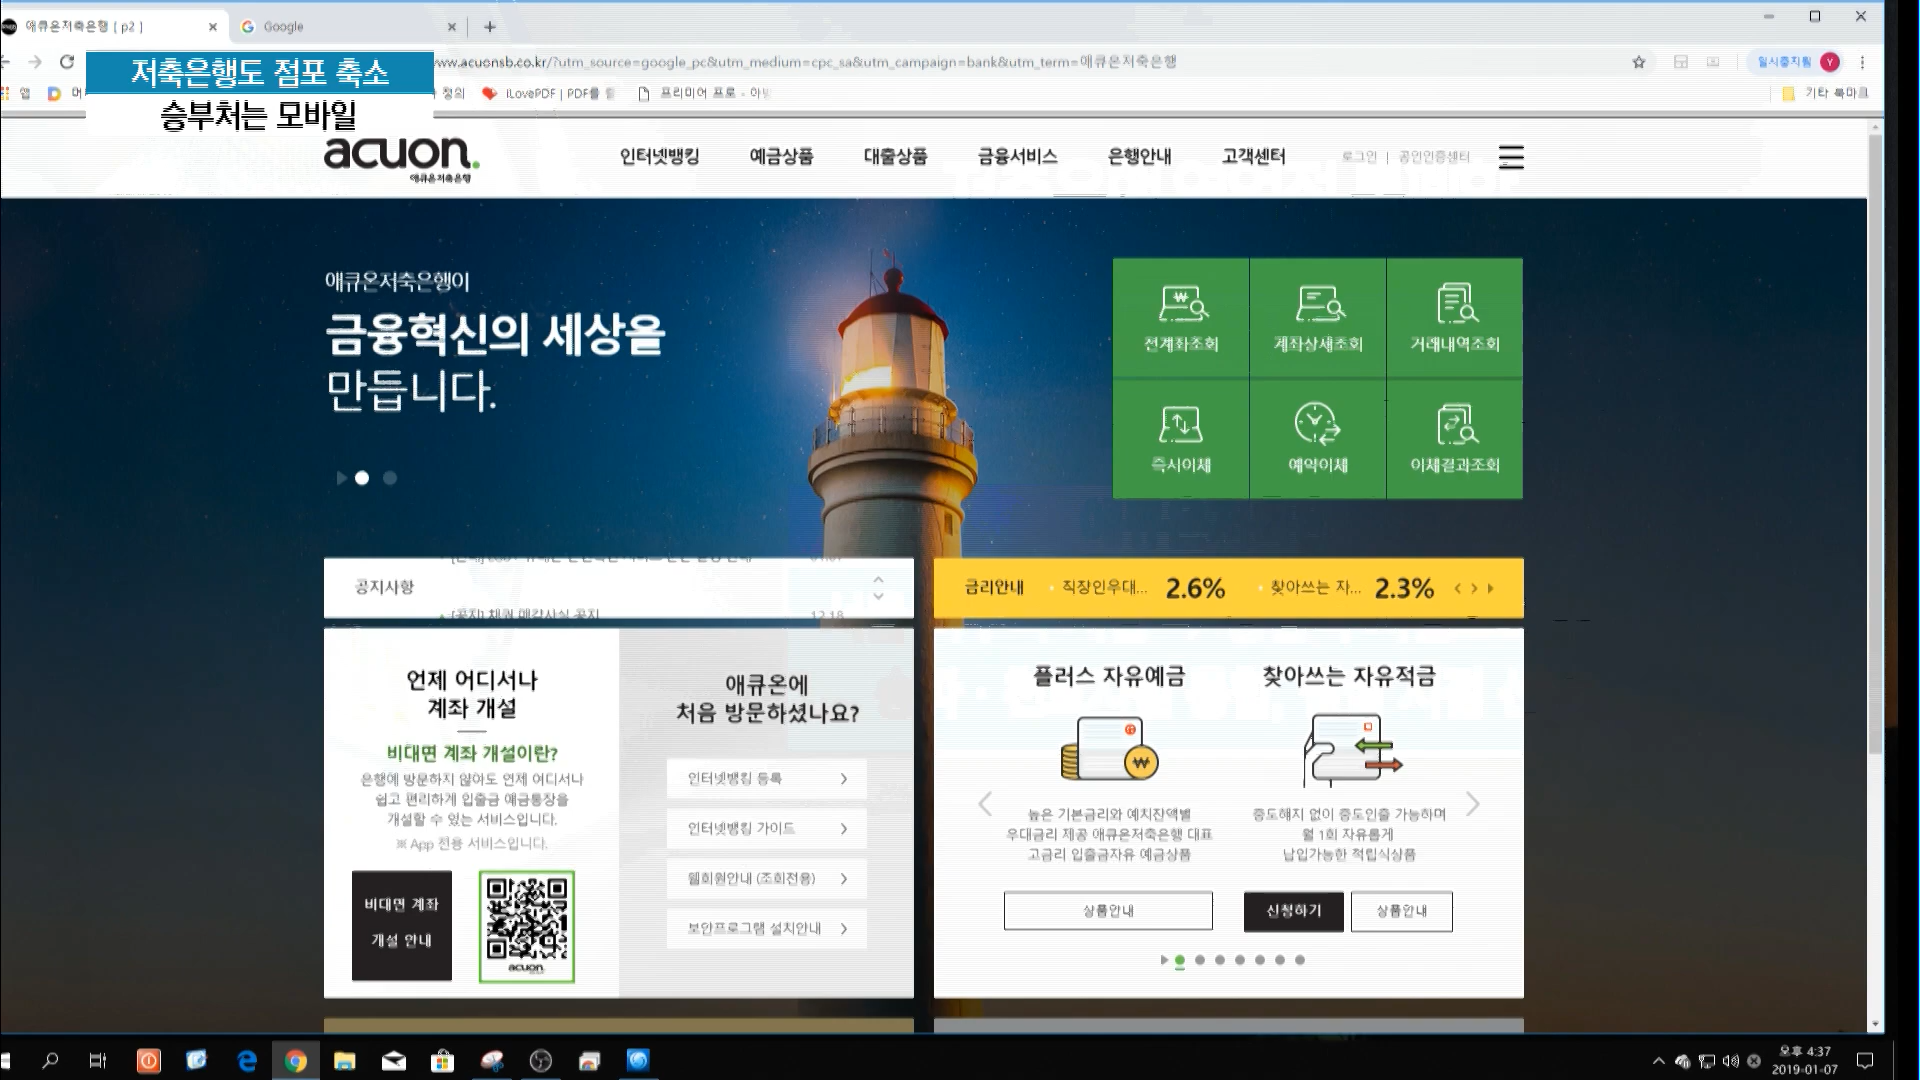 애큐온저축은행 [ p2 ]
Google
저축은행도 점포 축소
승부처는 모바일
www.acuonsb.co.kr/?utm_source=google_pc&utm_medium=cpc_sa&utm_campaign=bank&utm_term=애큐온저축은행
일시중지됨
Y
앱
정의
iLovePDF | PDF를
프리미어 프로 - 아
기타 북마크
acuon.
애큐온저축은행
인터넷뱅킹
예금상품
대출상품
금융서비스
은행안내
고객센터
로그인 | 공인인증센터
애큐온저축은행이
금융혁신의 세상을
만듭니다.
전계좌조회
계좌상세조회
거래내역조회
즉시이체
예약이체
이체결과조회
공지사항
[공지] 채권 매각사실 공지
12.18
금리안내
직장인우대... 2.6%
찾아쓰는 자... 2.3%
언제 어디서나
계좌 개설
비대면 계좌 개설이란?
은행에 방문하지 않아도 언제 어디서나
쉽고 편리하게 입출금 예금통장을
개설할 수 있는 서비스입니다.
※ App 전용 서비스입니다.
비대면 계좌
개설 안내
acuon.
애큐온에
처음 방문하셨나요?
인터넷뱅킹 등록
인터넷뱅킹 가이드
웹회원안내 (조회전용)
보안프로그램 설치안내
플러스 자유예금
높은 기본금리와 예치잔액별
우대금리 제공 애큐온저축은행 대표
고금리 입출금자유 예금상품
상품안내
찾아쓰는 자유적금
중도해지 없이 중도인출 가능하며
월 1회 자유롭게
납입가능한 적립식상품
신청하기
상품안내
오후 4:37
2019-01-07